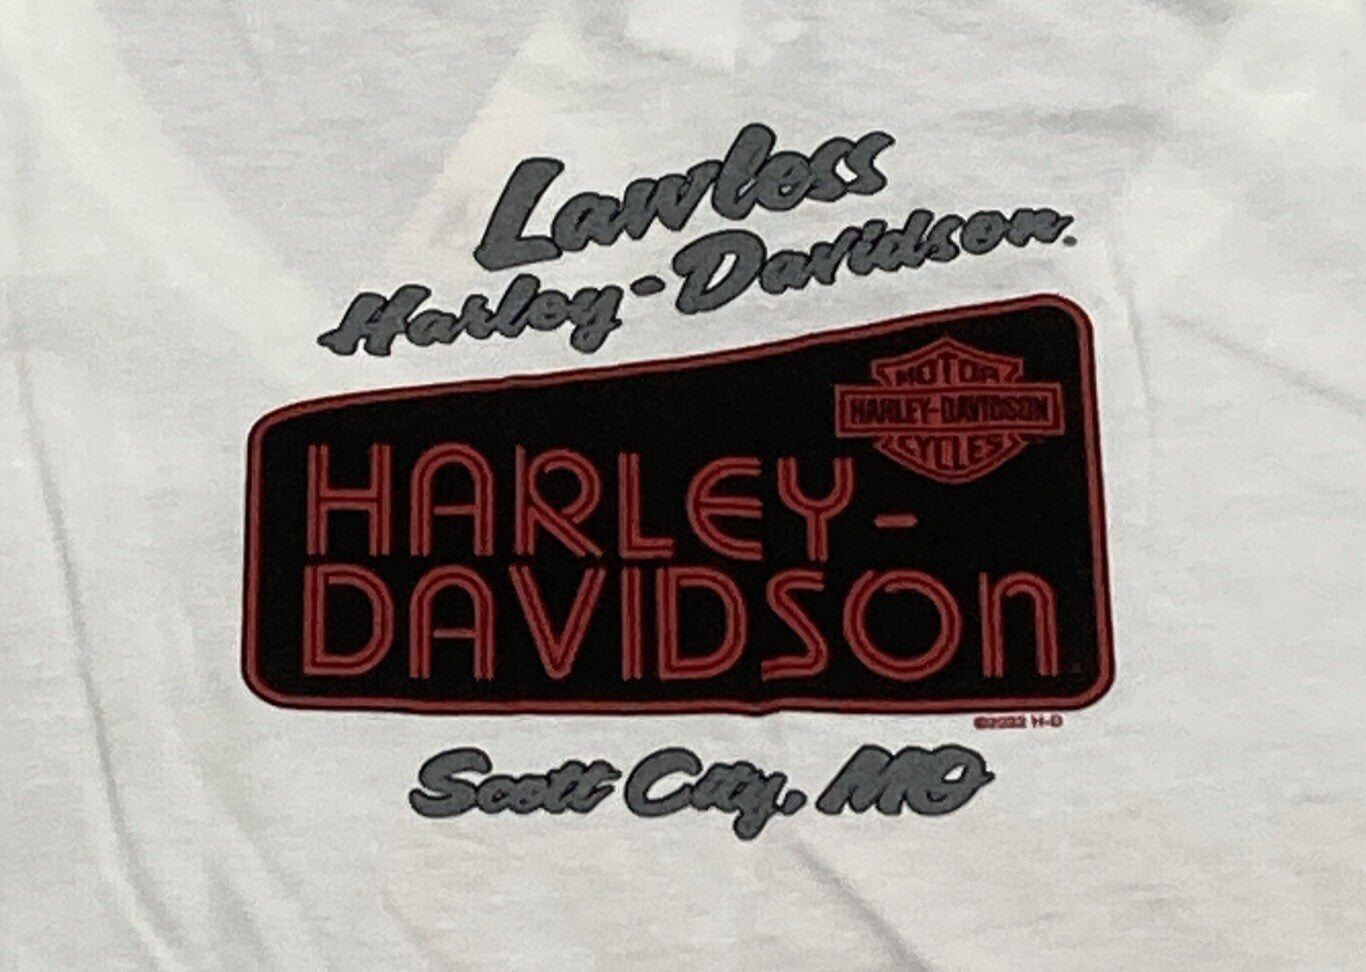 Lawless
Harley-Davidson.
MOTOR
HARLEY-DAVIDSON
CYCLES
HARLEY-
DAVIDSON
H-D
Scott City, MO